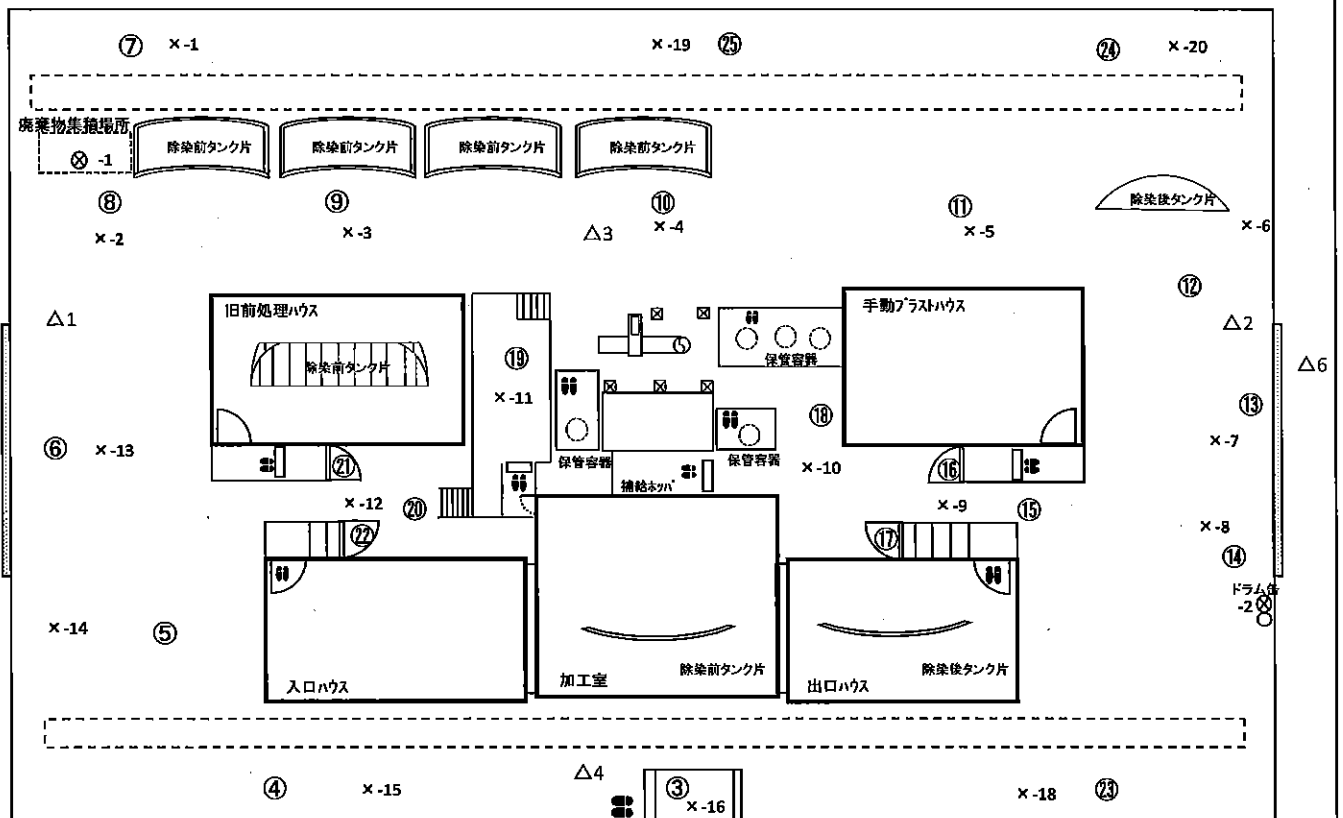 ⑦ ×-1 ×-19 ㉕ ㉔ ×-20
廃棄物集積場所
⊗ -1
除染前タンク片 除染前タンク片 除染前タンク片 除染前タンク片
除染後タンク片
⑧ ⑨ ⑩ ⑪
×-2 ×-3 △3 ×-4 ×-5 ×-6
⑫
△1 △2
旧前処理ハウス
除染前タンク片
手動ブラストハウス
△6
⑲
×-11
保管容器
⑱ ⑬
⑥ ×-13 ×-7
㉑ 保管容器 保管容器 ×-10 ⑯
補給ホッパ
×-12 ⑳ ×-9 ⑮
㉒ ⑰ ×-8
⑭
ドラム缶
-2
×-14 ⑤
入口ハウス
加工室 除染前タンク片
出口ハウス 除染後タンク片
④ ×-15 △4 ③ ×-16 ×-18 ㉓